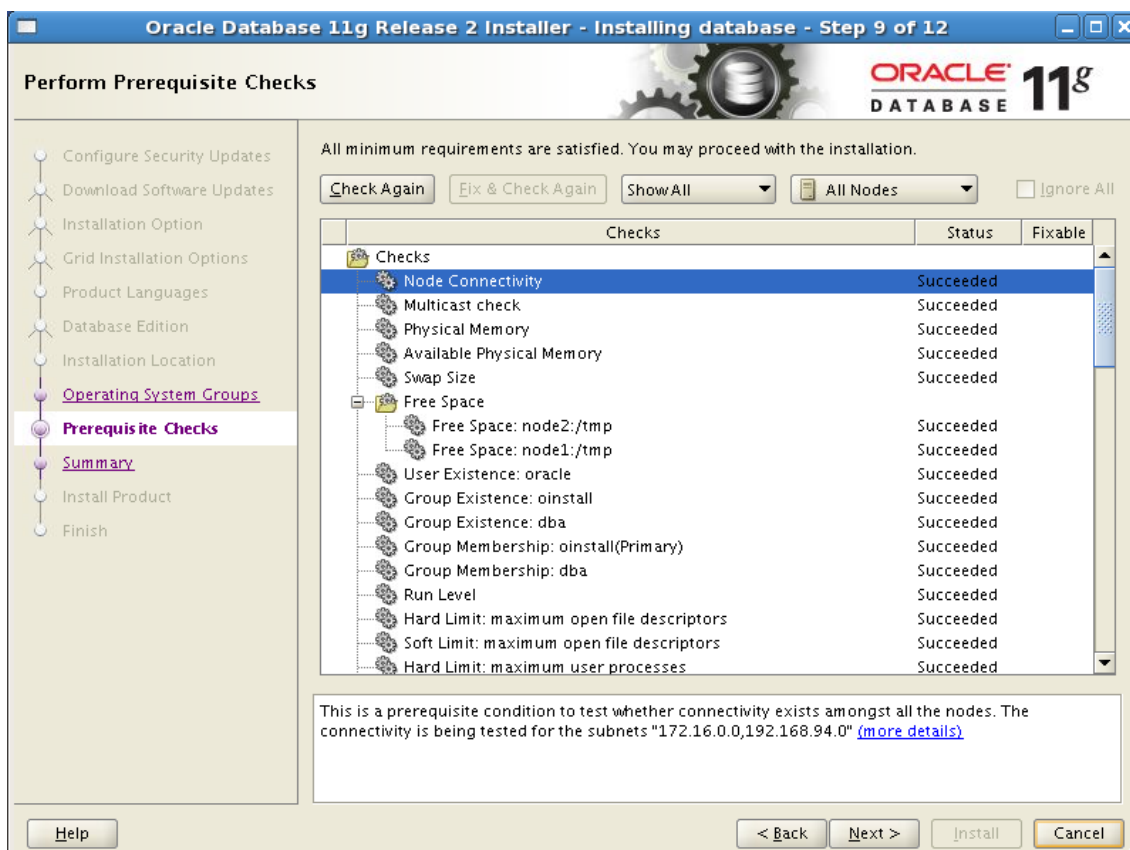 Oracle Database 11g Release 2 Installer - Installing database - Step 9 of 12
Perform Prerequisite Checks
ORACLE
DATABASE
11g
Configure Security Updates
Download Software Updates
Installation Option
Grid Installation Options
Product Languages
Database Edition
Installation Location
Operating System Groups
Prerequisite Checks
Summary
Install Product
Finish
All minimum requirements are satisfied. You may proceed with the installation.
Check Again Fix & Check Again Show All All Nodes Ignore All
Checks Status Fixable
Checks
Node Connectivity Succeeded
Multicast check Succeeded
Physical Memory Succeeded
Available Physical Memory Succeeded
Swap Size Succeeded
Free Space
Free Space: node2:/tmp Succeeded
Free Space: node1:/tmp Succeeded
User Existence: oracle Succeeded
Group Existence: oinstall Succeeded
Group Existence: dba Succeeded
Group Membership: oinstall(Primary) Succeeded
Group Membership: dba Succeeded
Run Level Succeeded
Hard Limit: maximum open file descriptors Succeeded
Soft Limit: maximum open file descriptors Succeeded
Hard Limit: maximum user processes Succeeded
This is a prerequisite condition to test whether connectivity exists amongst all the nodes. The
connectivity is being tested for the subnets "172.16.0.0,192.168.94.0" (more details)
Help < Back Next > Install Cancel